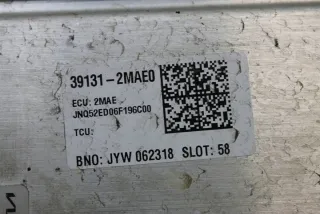 39131-2MAE0
ECU: 2MAE
JNQ52ED06F196C00
TCU:
BNO: JYW 062318 SLOT: 58